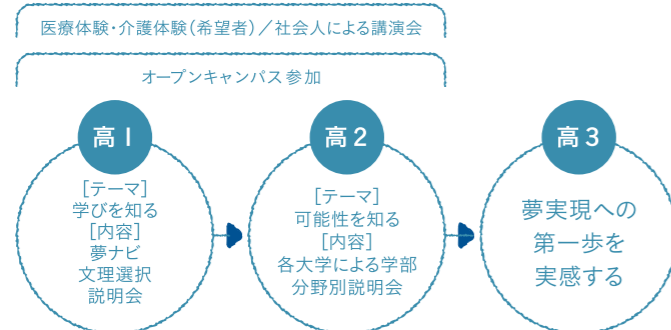 医療体験・介護体験（希望者）／社会人による講演会
オープンキャンパス参加
高1
[テーマ]
学びを知る
[内容]
夢ナビ
文理選択
説明会
高2
[テーマ]
可能性を知る
[内容]
各大学による学部
分野別説明会
高3
夢実現への
第一歩を
実感する